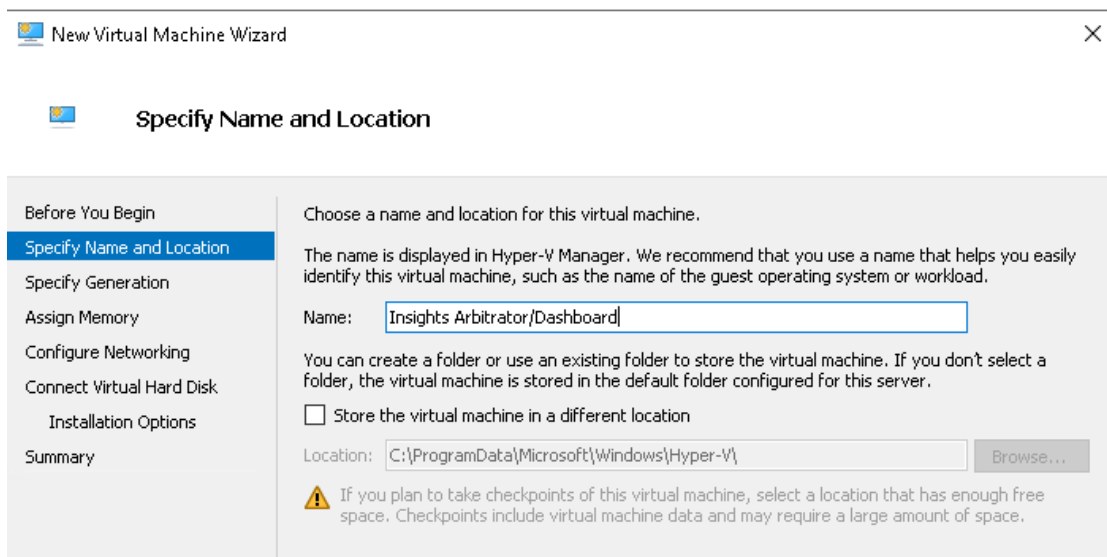 New Virtual Machine Wizard
Specify Name and Location
Before You Begin
Specify Name and Location
Specify Generation
Assign Memory
Configure Networking
Connect Virtual Hard Disk
Installation Options
Summary
Choose a name and location for this virtual machine.
The name is displayed in Hyper-V Manager. We recommend that you use a name that helps you easily
identify this virtual machine, such as the name of the guest operating system or workload.
Name: Insights Arbitrator/Dashboard
You can create a folder or use an existing folder to store the virtual machine. If you don't select a
folder, the virtual machine is stored in the default folder configured for this server.
Store the virtual machine in a different location
Location: C:\ProgramData\Microsoft\Windows\Hyper-V\ Browse...
If you plan to take checkpoints of this virtual machine, select a location that has enough free
space. Checkpoints include virtual machine data and may require a large amount of space.